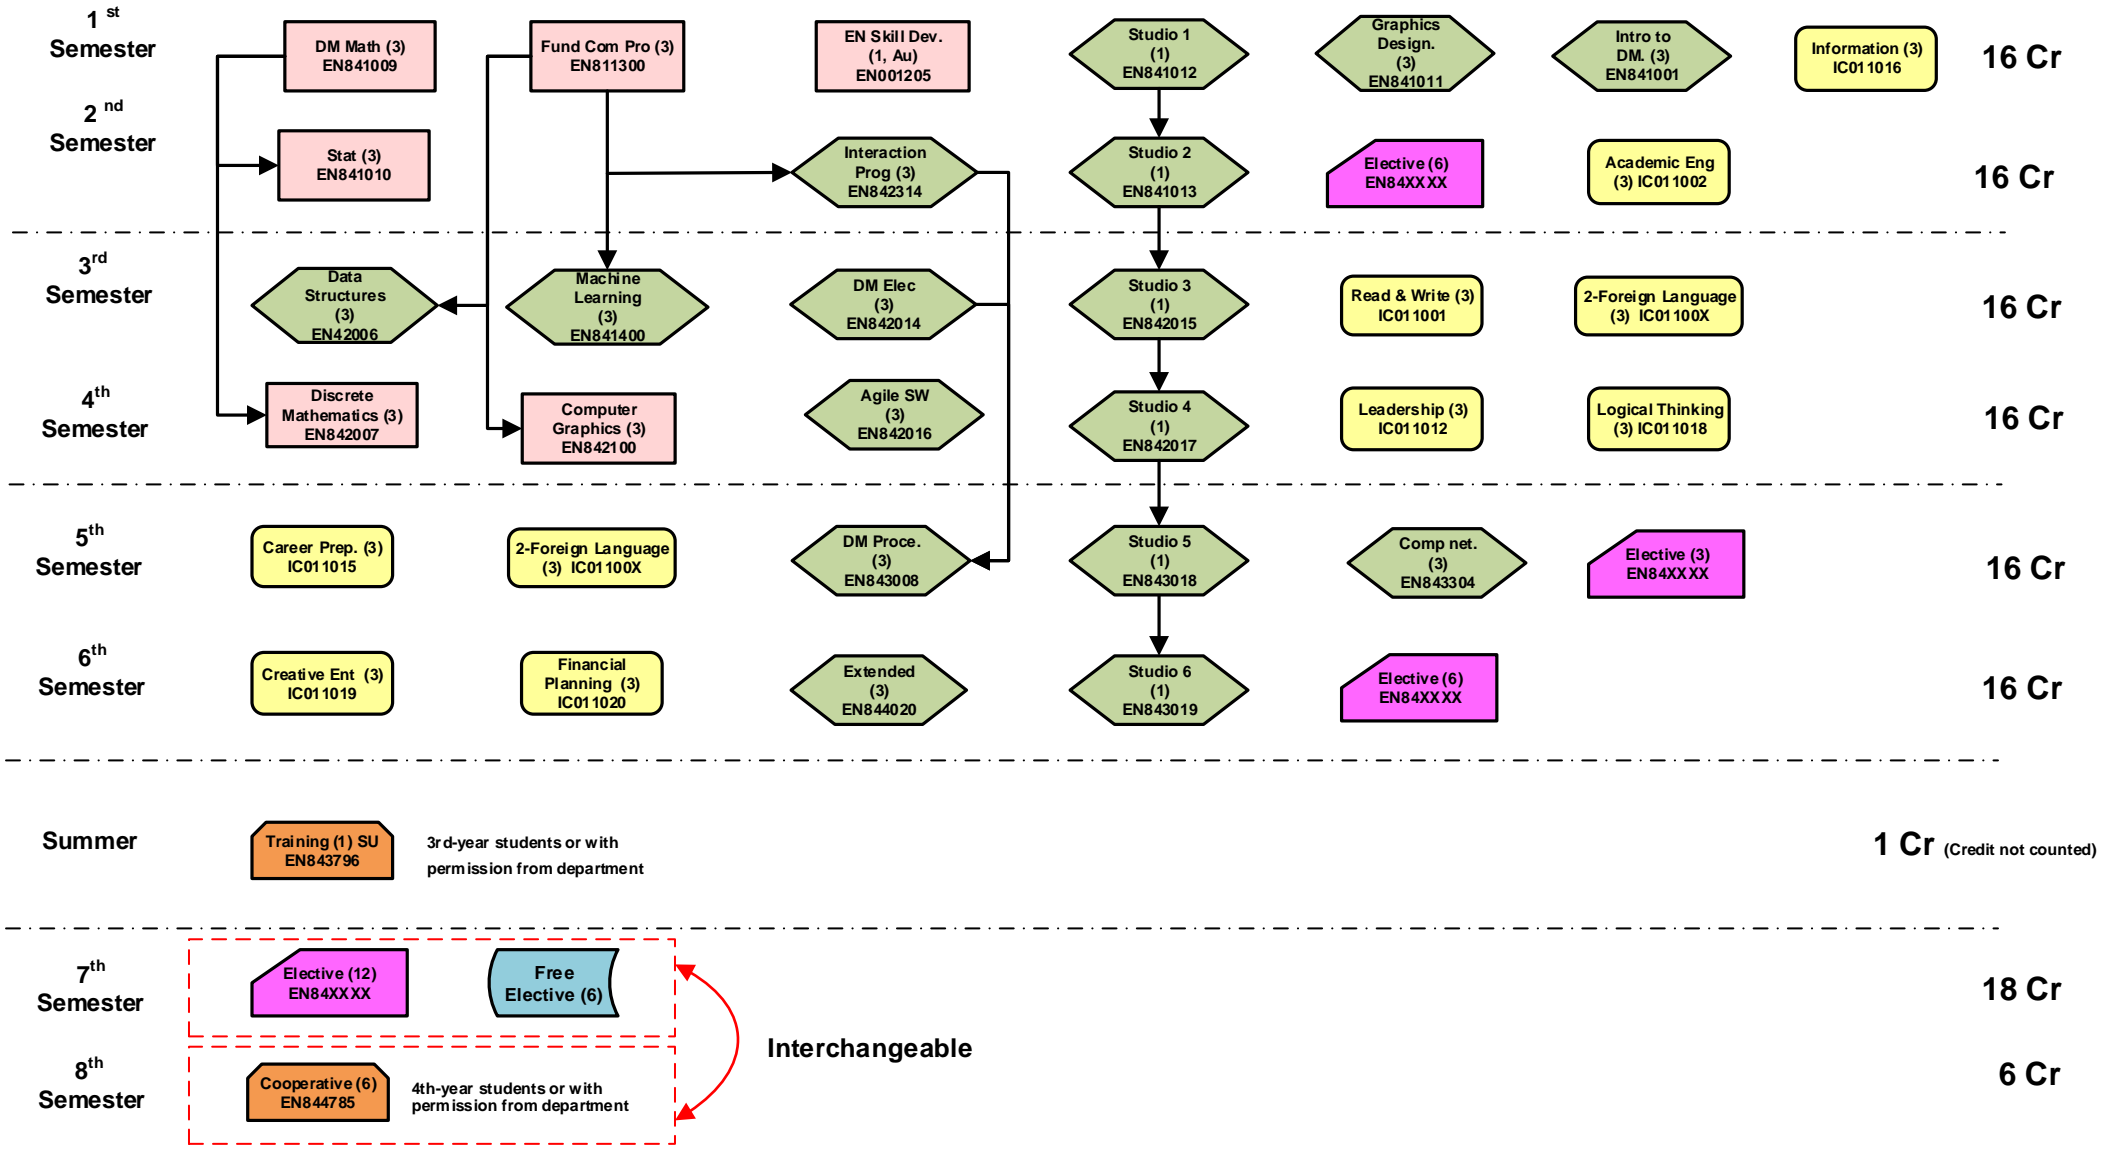 1 st
Semester
DM Math (3)
EN841009
Fund Com Pro (3)
EN811300
EN Skill Dev.
(1, Au)
EN001205
Studio 1
(1)
EN841012
Graphics
Design.
(3)
EN841011
Intro to
DM. (3)
EN841001
Information (3)
IC011016
16 Cr
2 nd
Semester
Stat (3)
EN841010
Interaction
Prog (3)
EN842314
Studio 2
(1)
EN841013
Elective (6)
EN84XXXX
Academic Eng
(3) IC011002
16 Cr
3rd
Semester
Data
Structures
(3)
EN42006
Machine
Learning
(3)
EN841400
DM Elec
(3)
EN842014
Studio 3
(1)
EN842015
Read & Write (3)
IC011001
2-Foreign Language
(3) IC01100X
16 Cr
4th
Semester
Discrete
Mathematics (3)
EN842007
Computer
Graphics (3)
EN842100
Agile SW
(3)
EN842016
Studio 4
(1)
EN842017
Leadership (3)
IC011012
Logical Thinking
(3) IC011018
16 Cr
5th
Semester
Career Prep. (3)
IC011015
2-Foreign Language
(3) IC01100X
DM Proce.
(3)
EN843008
Studio 5
(1)
EN843018
Comp net.
(3)
EN843304
Elective (3)
EN84XXXX
16 Cr
6th
Semester
Creative Ent (3)
IC011019
Financial
Planning (3)
IC011020
Extended
(3)
EN844020
Studio 6
(1)
EN843019
Elective (6)
EN84XXXX
16 Cr
Summer
Training (1) SU
EN843796
3rd-year students or with
permission from department
1 Cr (Credit not counted)
7th
Semester
Elective (12)
EN84XXXX
Free
Elective (6)
18 Cr
Interchangeable
8th
Semester
Cooperative (6)
EN844785
4th-year students or with
permission from department
6 Cr